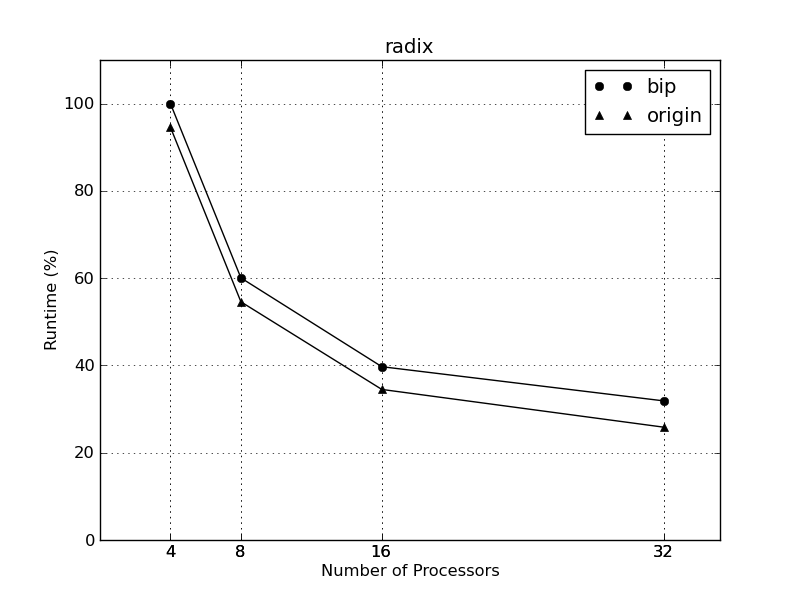 radix
bip
origin
100
80
60
40
20
0
Runtime (%)
4 8 16 32
Number of Processors